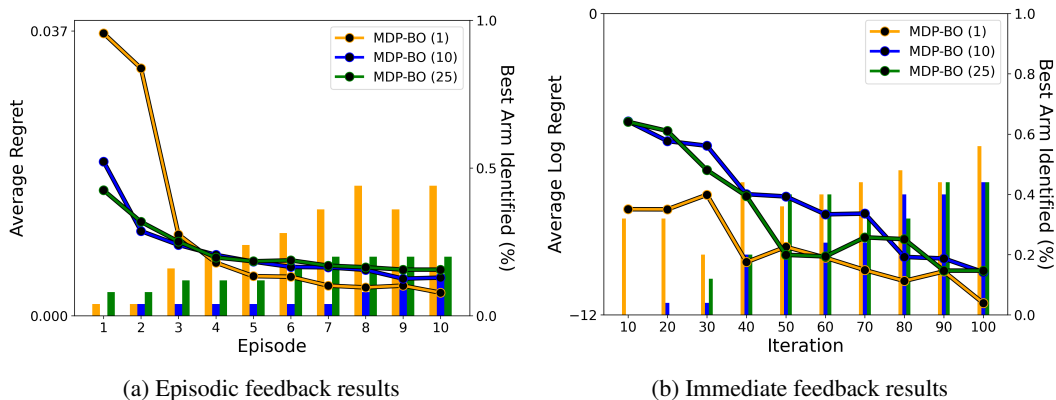 0.037
0.000
Average Regret
MDP-BO (1)
MDP-BO (10)
MDP-BO (25)
1.0
0.5
0.0
Best Arm Identified (%)
1 2 3 4 5 6 7 8 9 10
Episode
(a) Episodic feedback results
0
−12
Average Log Regret
MDP-BO (1)
MDP-BO (10)
MDP-BO (25)
1.0
0.8
0.6
0.4
0.2
0.0
Best Arm Identified (%)
10 20 30 40 50 60 70 80 90 100
Iteration
(b) Immediate feedback results